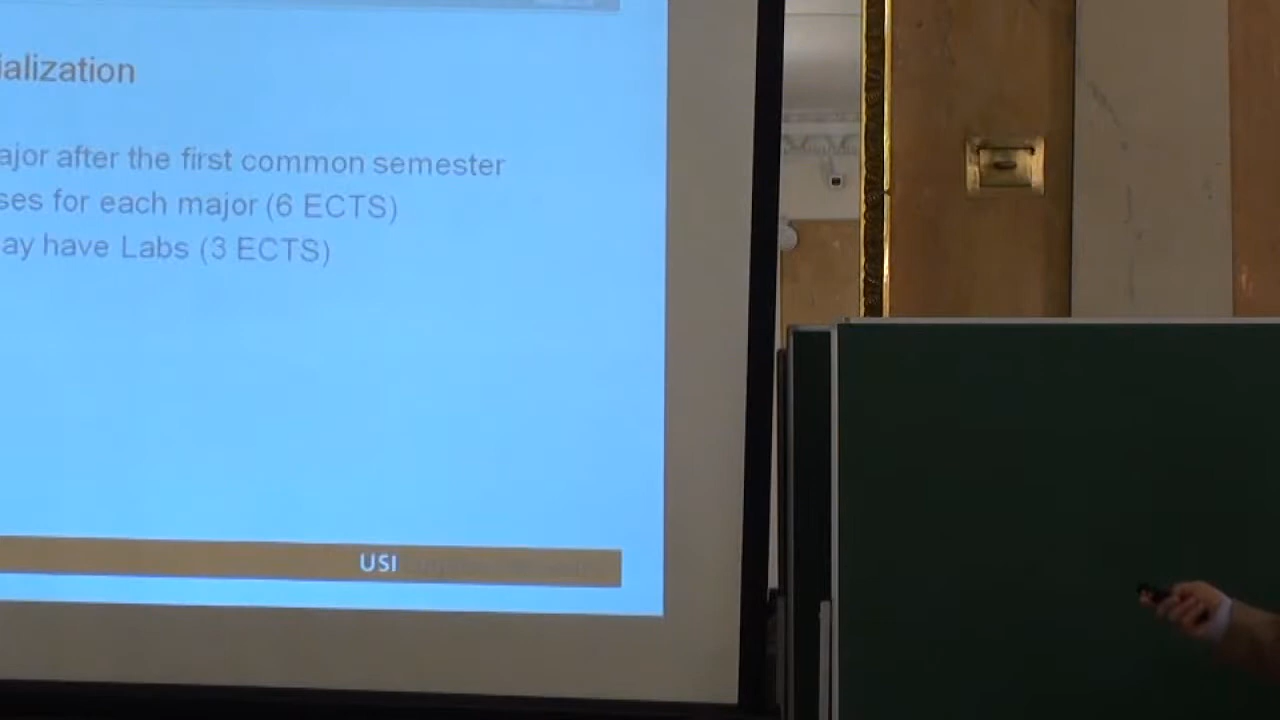 ialization
ajor after the first common semester
ses for each major (6 ECTS)
ay have Labs (3 ECTS)
USI